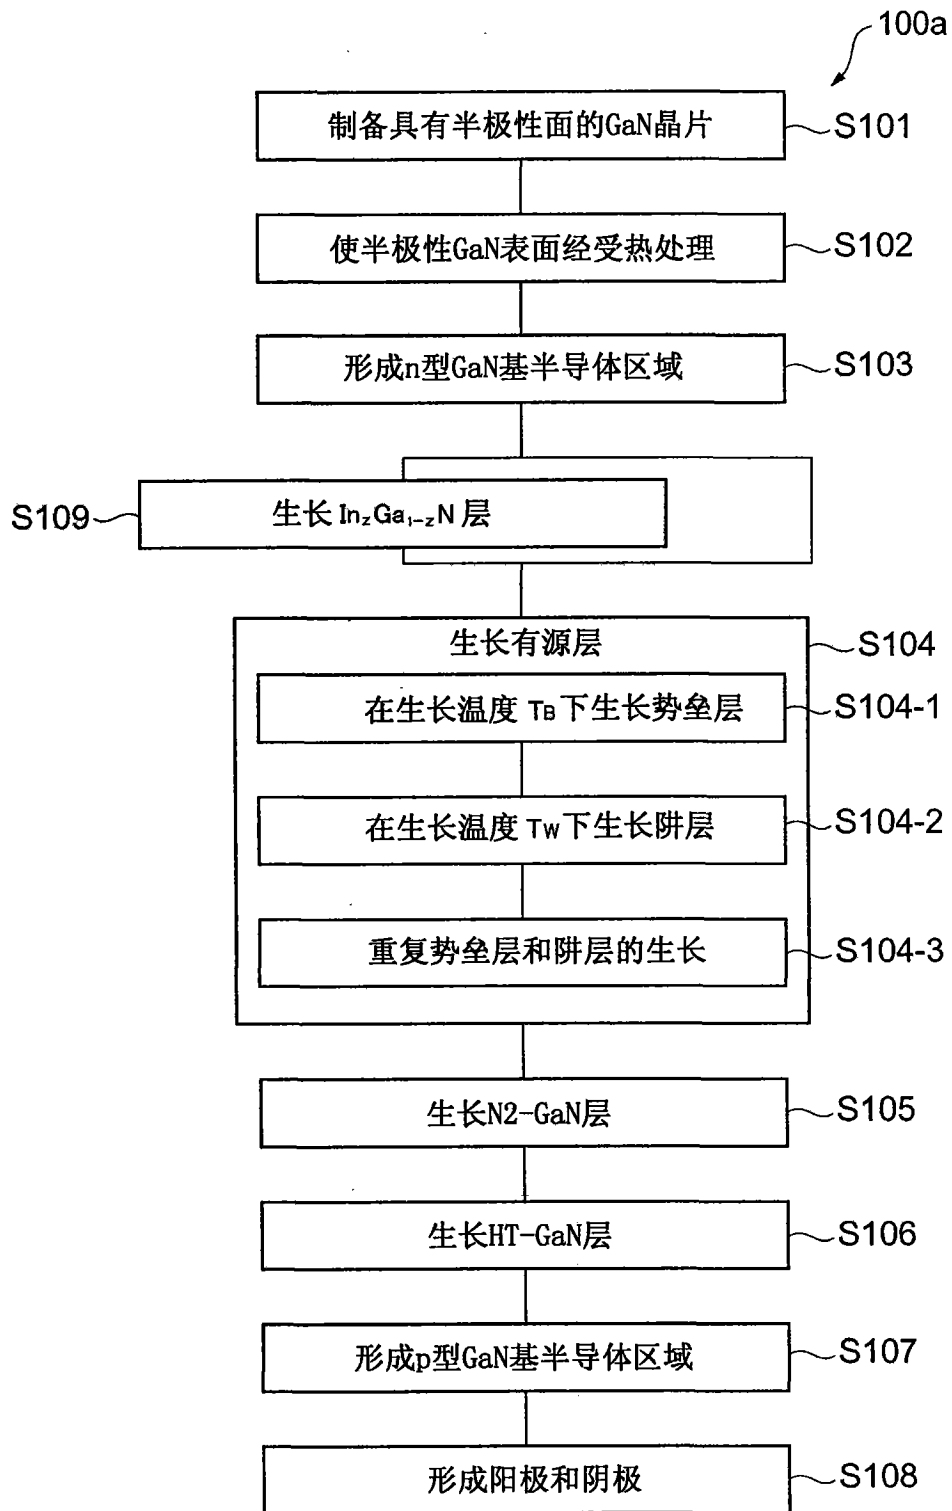 100a
制备具有半极性面的GaN晶片 S101
使半极性GaN表面经受热处理 S102
形成n型GaN基半导体区域 S103
S109 生长InzGa1-zN层
生长有源层 S104
在生长温度TB下生长势垒层 S104-1
在生长温度TW下生长阱层 S104-2
重复势垒层和阱层的生长 S104-3
生长N2-GaN层 S105
生长HT-GaN层 S106
形成p型GaN基半导体区域 S107
形成阳极和阴极 S108